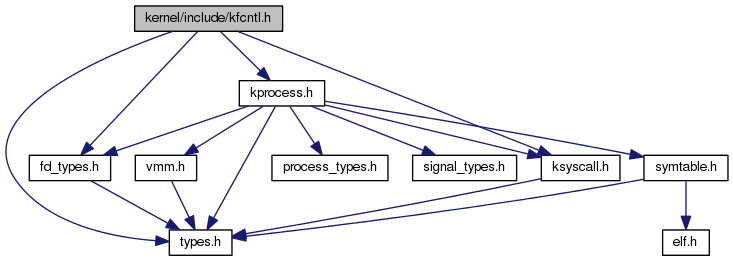 kernel/include/kfcntl.h
kprocess.h
fd_types.h
vmm.h
process_types.h
signal_types.h
ksyscall.h
symtable.h
types.h
elf.h